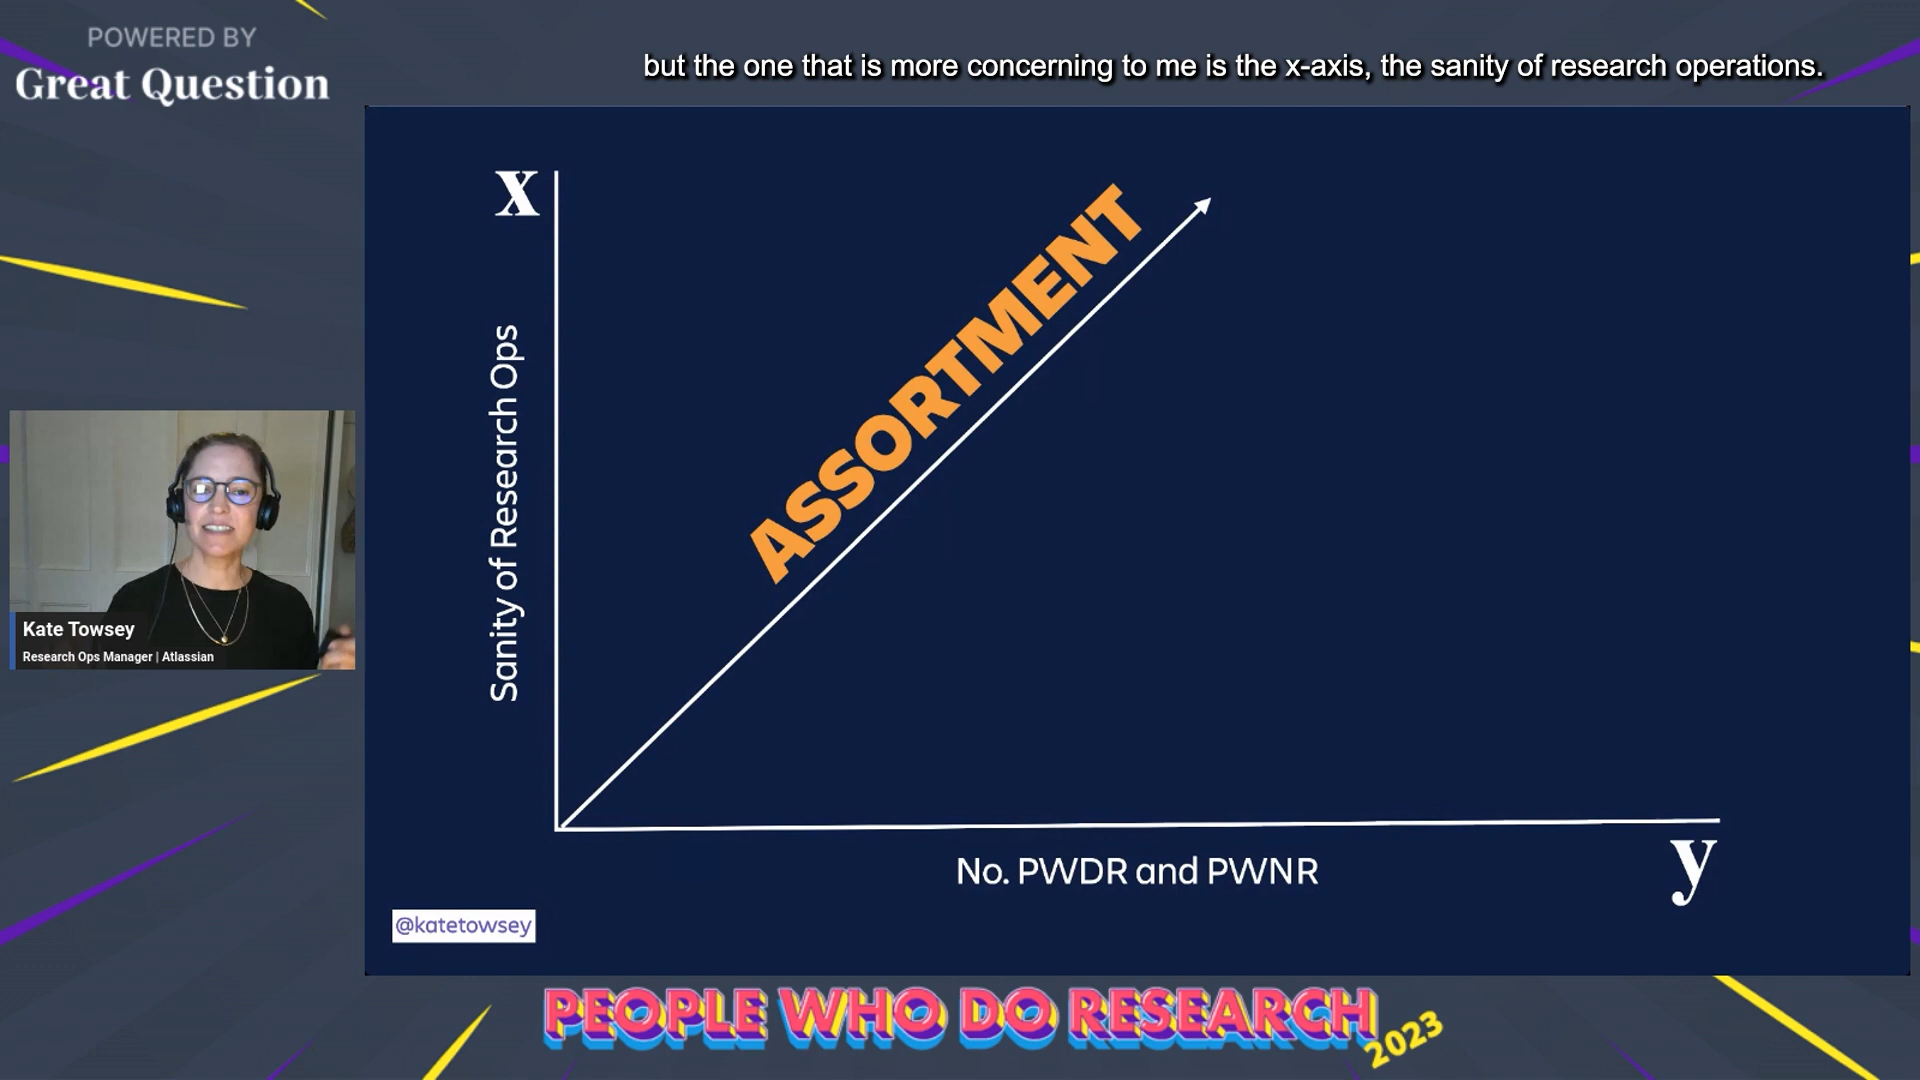 POWERED BY
Great Question
but the one that is more concerning to me is the x-axis, the sanity of research operations.
x
Sanity of Research Ops
ASSORTMENT
No. PWDR and PWNR
y
Kate Towsey
Research Ops Manager | Atlassian
@katetowsey
PEOPLE WHO DO RESEARCH
2023